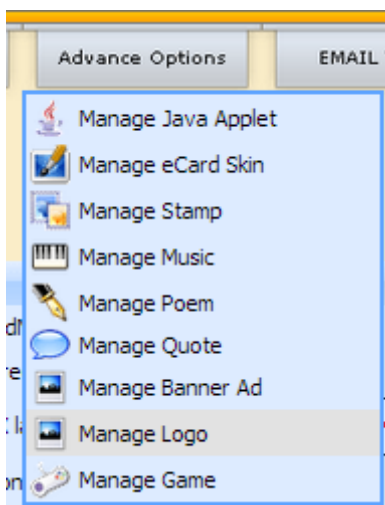 Advance Options
EMAIL
Manage Java Applet
Manage eCard Skin
Manage Stamp
Manage Music
Manage Poem
Manage Quote
Manage Banner Ad
Manage Logo
Manage Game